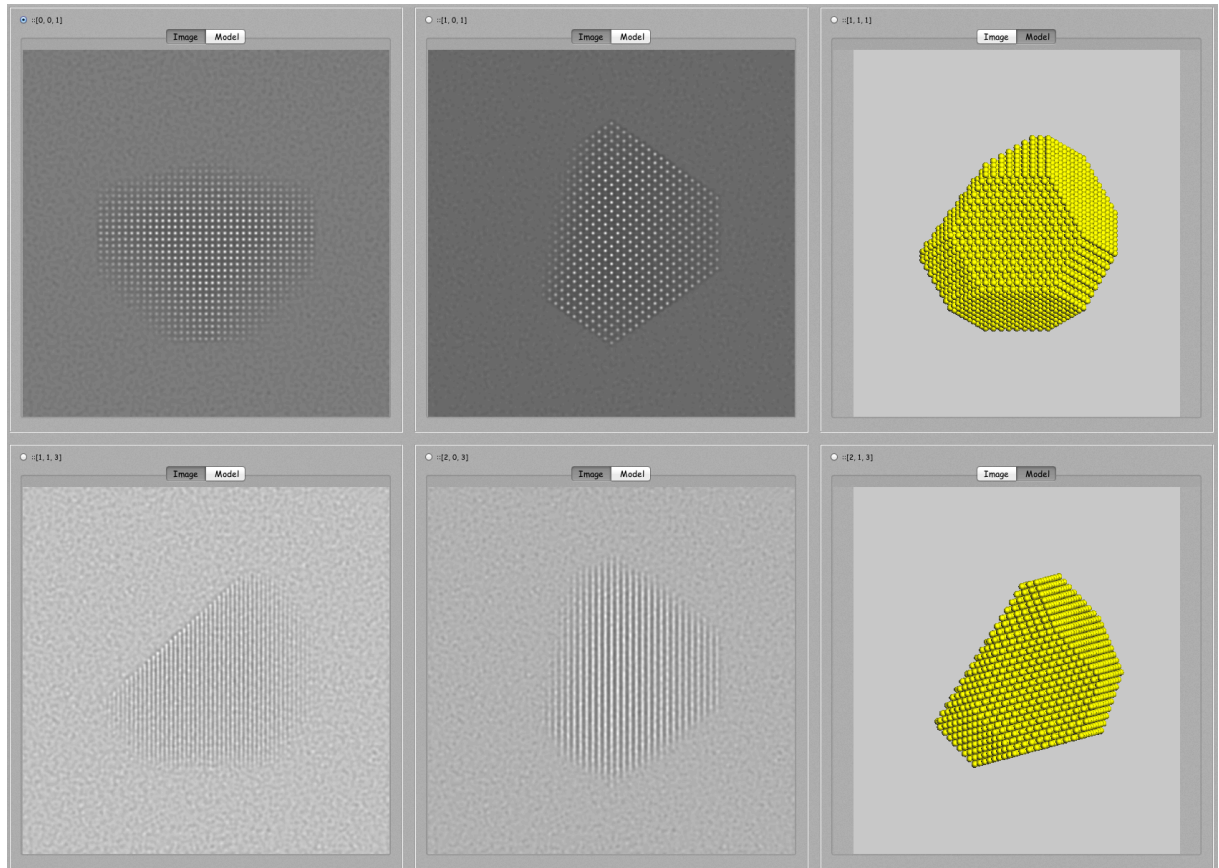 ::[0, 0, 1]
Image Model
::[1, 0, 1]
Image Model
::[1, 1, 1]
Image Model
::[1, 1, 3]
Image Model
::[2, 0, 3]
Image Model
::[2, 1, 3]
Image Model